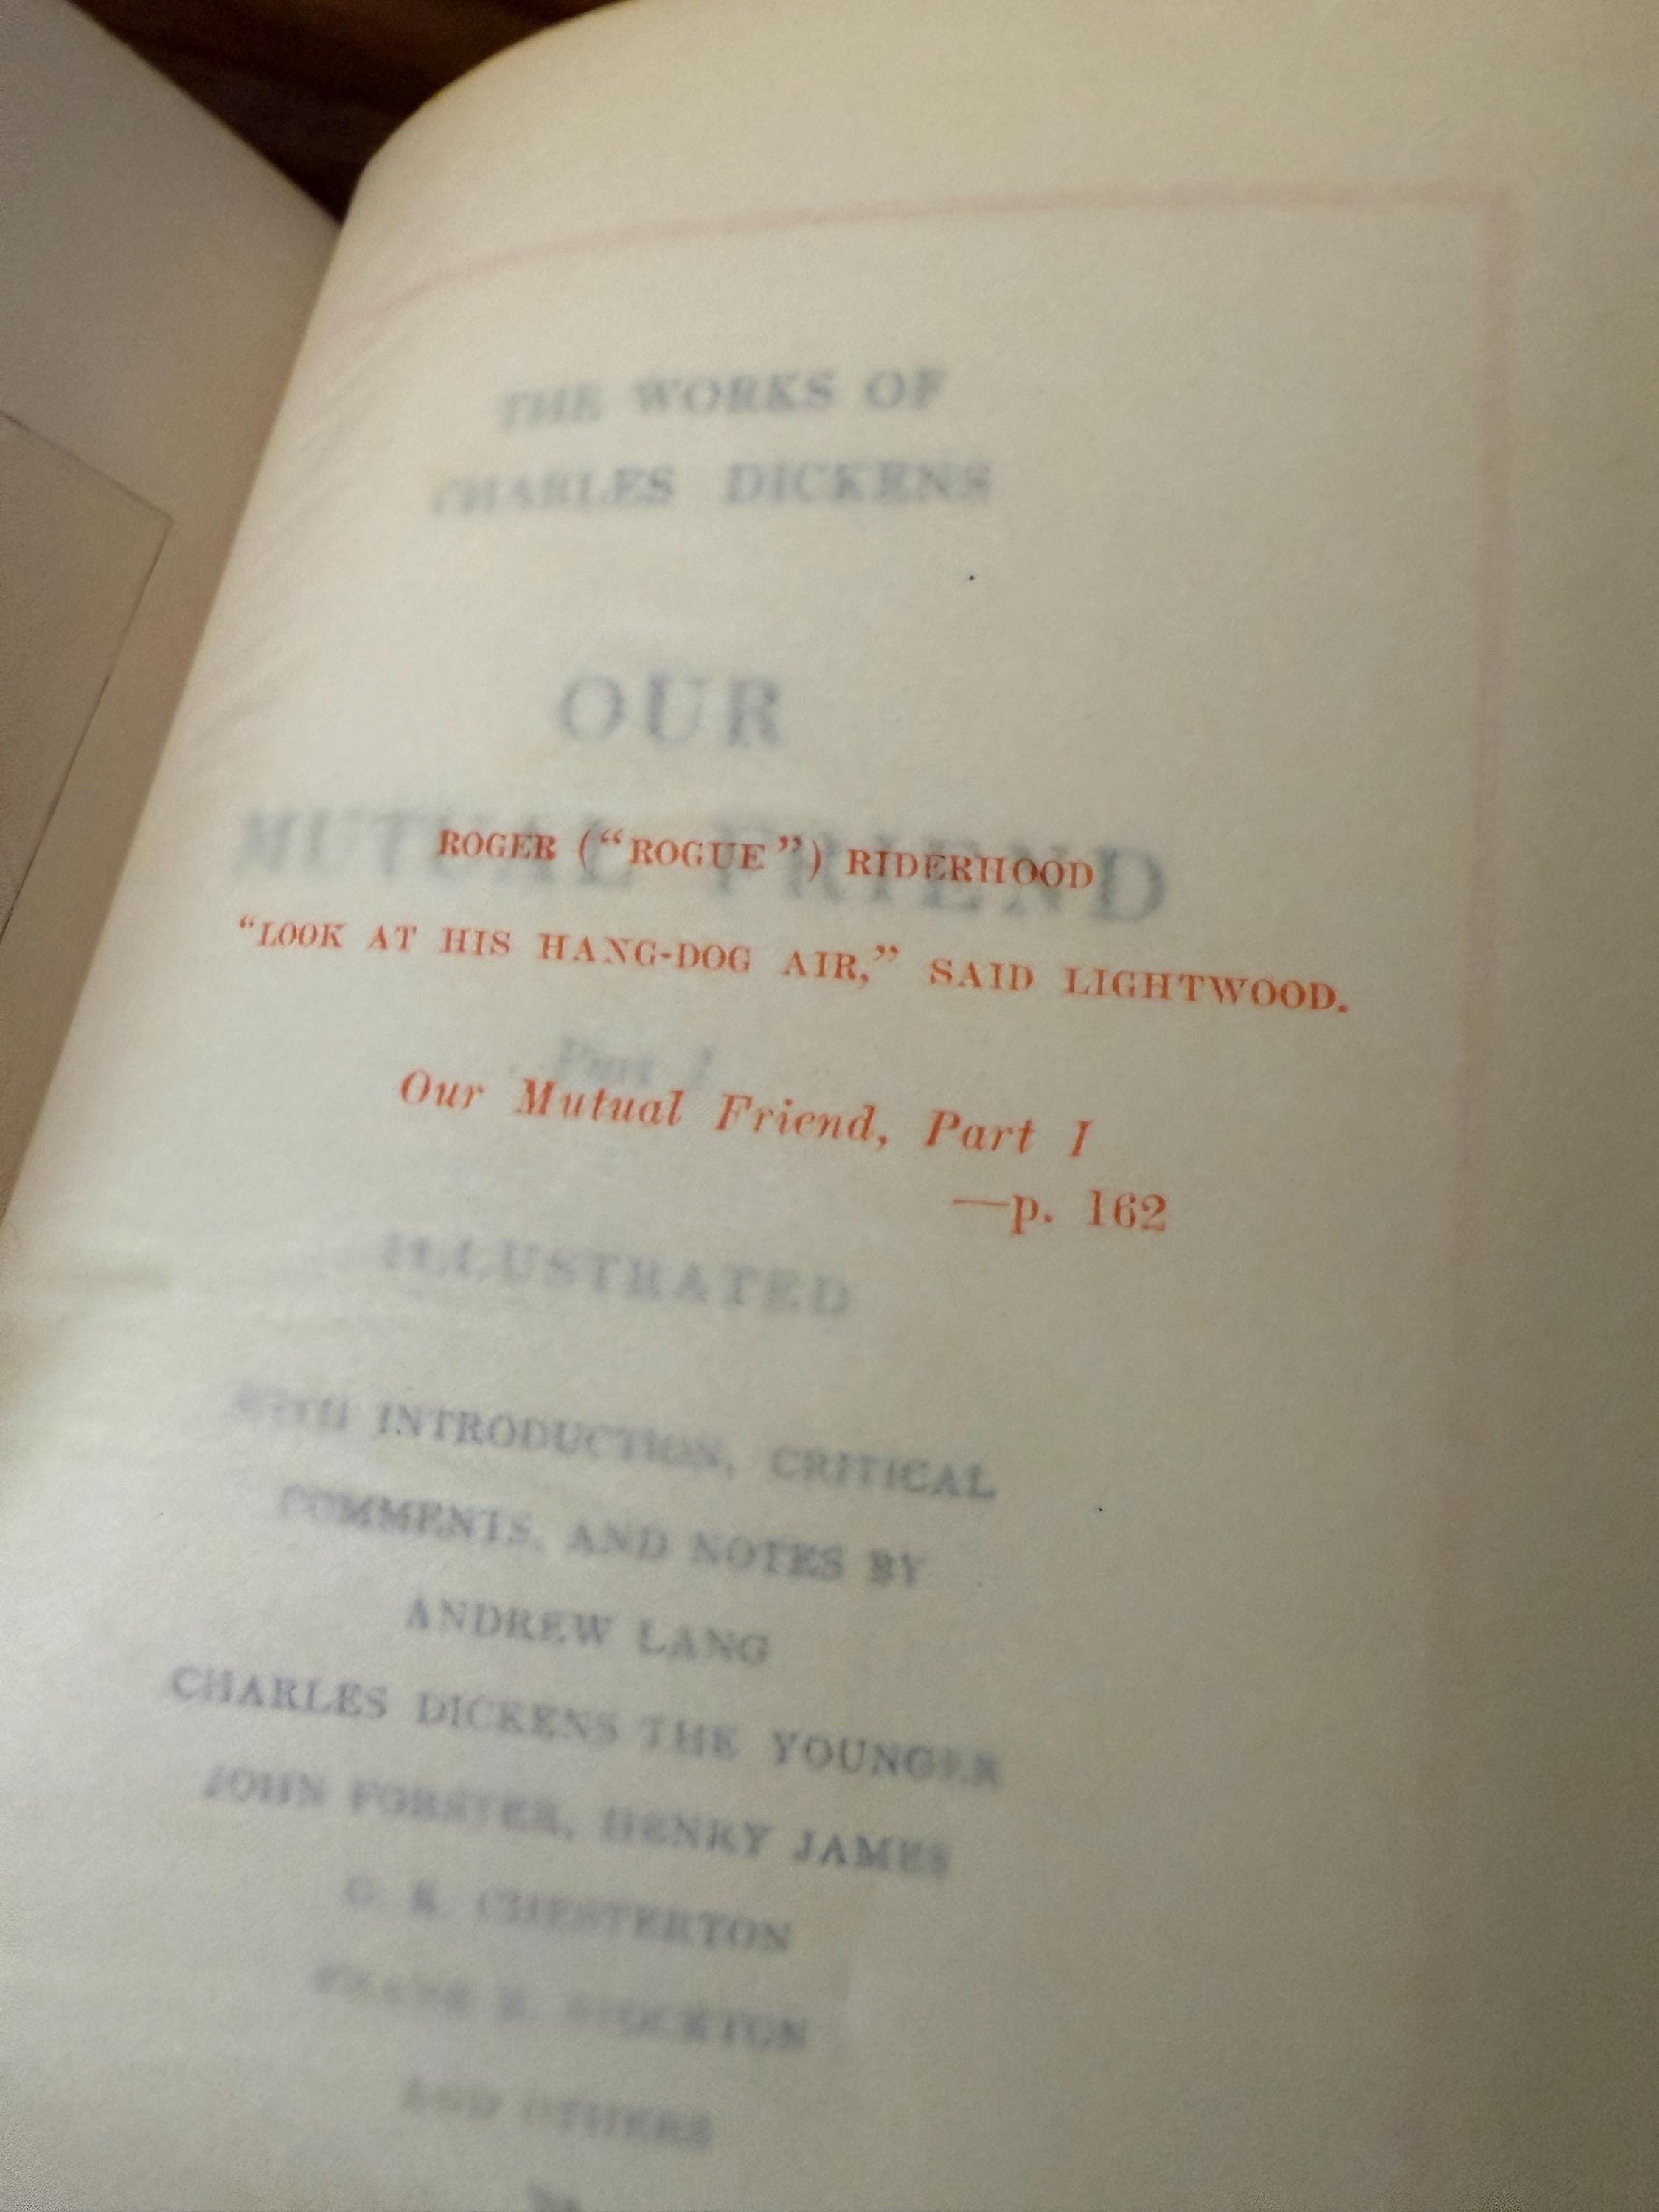 THE WORKS OF
CHARLES DICKENS
OUR
MUTUAL FRIEND
ROGER (“ROGUE”) RIDERHOOD
“LOOK AT HIS HANG-DOG AIR,” SAID LIGHTWOOD.
Part I
Our Mutual Friend, Part I
—p. 162
ILLUSTRATED
WITH INTRODUCTION, CRITICAL
COMMENTS, AND NOTES BY
ANDREW LANG
CHARLES DICKENS THE YOUNGER
JOHN FORSTER, HENRY JAMES
G. K. CHESTERTON
FRANK R. STOCKTON
AND OTHERS